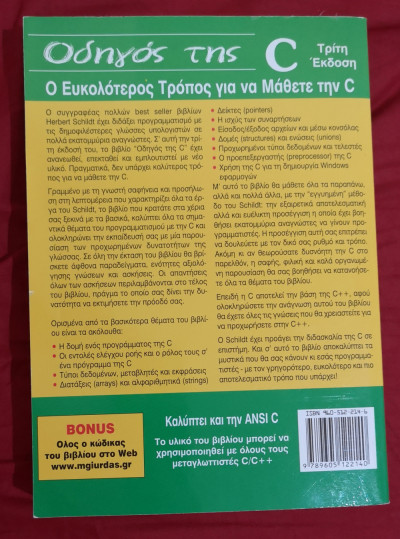 Οδηγός της C Τρίτη
Έκδοση
Ο Ευκολότερος Τρόπος για να Μάθετε την C
Ο συγγραφέας πολλών best seller βιβλίων
Herbert Schildt έχει διδάξει προγραμματισμό με
τις δημοφιλέστερες γλώσσες υπολογιστών σε
πολλά εκατομμύρια αναγνώστες. Σ' αυτή την τρί-
τη έκδοσή του, το βιβλίο "Οδηγός της C" έχει
ανανεωθεί, επεκταθεί και εμπλουτιστεί με νέο
υλικό. Πραγματικά, δεν υπάρχει καλύτερος τρό-
πος για να μάθετε την C.
Γραμμένο με τη γνωστή σαφήνεια και προσήλω-
ση στη λεπτομέρεια που χαρακτηρίζει όλα τα έρ-
γα του Schildt, το βιβλίο που κρατάτε στα χέρια
σας ξεκινά με τα βασικά, καλύπτει όλα τα σημα-
ντικά θέματα του προγραμματισμού με την C και
ολοκληρώνει την εκπαίδευσή σας με μία παρου-
σίαση των προχωρημένων δυνατοτήτων της
γλώσσας. Σε όλη την έκταση του βιβλίου θα βρί-
σκετε άφθονα παραδείγματα, ενότητες αξιολό-
γησης γνώσεων και ασκήσεις. Οι απαντήσεις
όλων των ασκήσεων περιλαμβάνονται στο τέλος
του βιβλίου, πράγμα το οποίο σας δίνει την δυ-
νατότητα να εκτιμήσετε την πρόοδό σας.
Ορισμένα από τα βασικότερα θέματα του βιβλί-
ου είναι τα ακόλουθα:
• Η δομή ενός προγράμματος της C
• Οι εντολές ελέγχου ροής και ο ρόλος τους σ'
ένα πρόγραμμα της C
• Τύποι δεδομένων, μεταβλητές και εκφράσεις
• Διατάξεις (arrays) και αλφαριθμητικά (strings)
• Δείκτες (pointers)
• Η ισχύς των συναρτήσεων
• Είσοδος/έξοδος αρχείων και μέσω κονσόλας
• Δομές (structures) και ενώσεις (unions)
• Προχωρημένοι τύποι δεδομένων και τελεστές
• Ο προεπεξεργαστής (preprocessor) της C
• Χρήση της C για τη δημιουργία Windows
εφαρμογών
Μ' αυτό το βιβλίο θα μάθετε όλα τα παραπάνω,
αλλά και πολλά άλλα, με την "εγγυημένη" μέθο-
δο του Schildt: την εξαιρετικά αποτελεσματική
αλλά και ευέλικτη προσέγγιση η οποία έχει βοη-
θήσει εκατομμύρια αναγνώστες να γίνουν προ-
γραμματιστές. Η προσέγγιση αυτή σας επιτρέπει
να δουλεύετε με τον δικό σας ρυθμό και τρόπο.
Ακόμη κι αν θεωρούσατε δυσνόητη την C στο
παρελθόν, η σαφής, φιλική και καλά οργανωμέ-
νη παρουσίαση θα σας βοηθήσει να κατανοήσε-
τε όλα τα θέματα του βιβλίου.
Επειδή η C αποτελεί την βάση της C++, αφού
ολοκληρώσετε την ανάγνωση αυτού του βιβλίου
θα έχετε όλες τις γνώσεις που θα χρειαστείτε για
να προχωρήσετε στην C++.
Ο Schildt έχει προάγει την διδασκαλία της C σε
επιστήμη. Και σ' αυτό το βιβλίο αποκαλύπτει τα
μυστικά που θα σας κάνουν κι εσάς προγραμμα-
τιστές - με τον γρηγορότερο, ευκολότερο και πιο
αποτελεσματικό τρόπο που υπάρχει!
BONUS
Όλος ο κώδικας
του βιβλίου στο Web
www.mgiurdas.gr
Καλύπτει και την ANSI C
Το υλικό του βιβλίου μπορεί να
χρησιμοποιηθεί με όλους τους
μεταγλωττιστές C/C++
ISBN 960-512-214-6
9 789605 122140